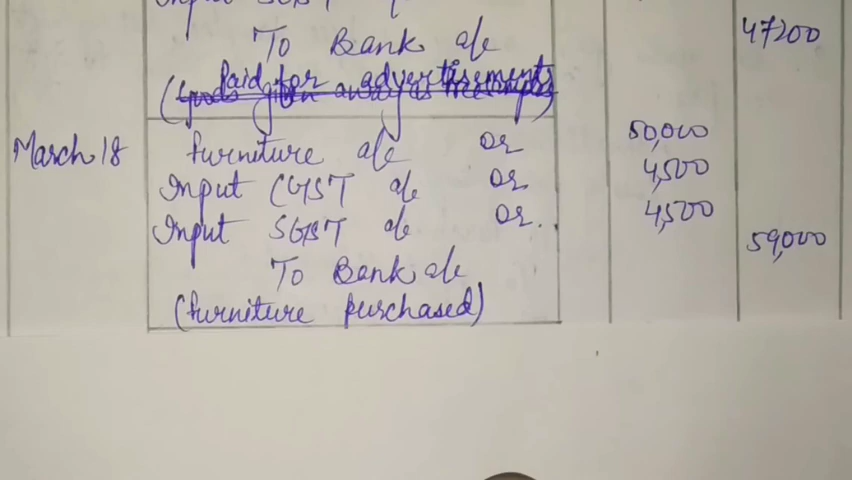 To Bank a/c 47200
(Paid for advertisements)
March 18 furniture a/c Dr 50,000
Input CGST a/c Dr 4,500
Input SGST a/c Dr. 4,500
To Bank a/c 59,000
(furniture purchased)